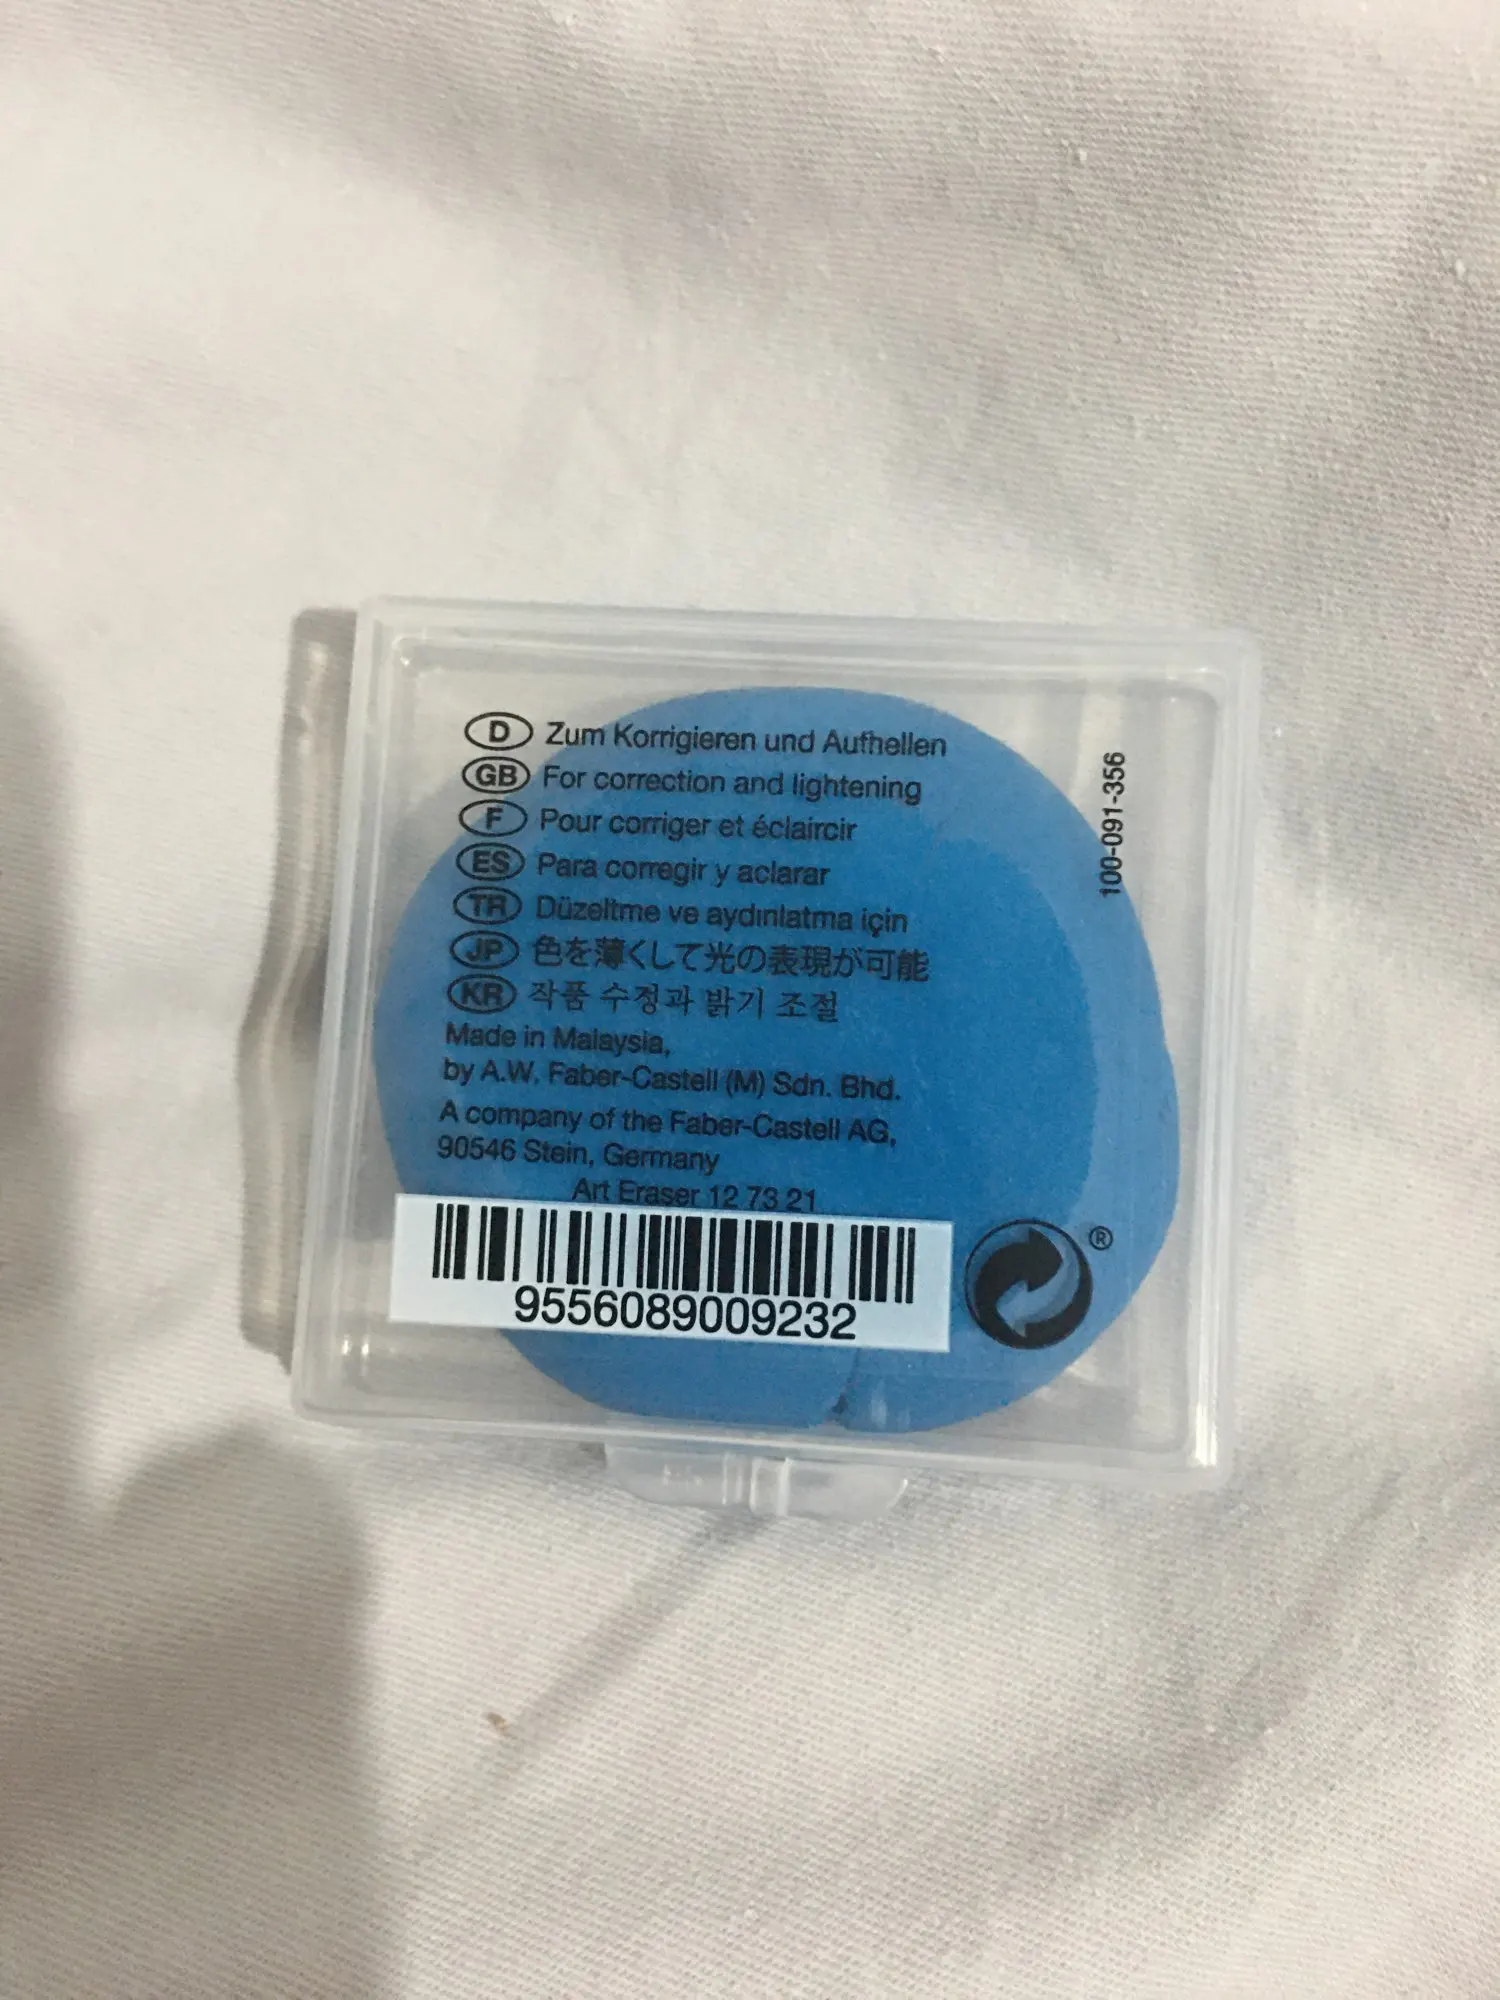 D Zum Korrigieren und Aufhellen
GB For correction and lightening
F Pour corriger et éclaircir
ES Para corregir y aclarar
TR Düzeltme ve aydınlatma için
JP 色を薄くして光の表現が可能
KR 작품 수정과 밝기 조절
Made in Malaysia,
by A.W. Faber-Castell (M) Sdn. Bhd.
A company of the Faber-Castell AG,
90546 Stein, Germany
Art Eraser 12 73 21
9556089009232
®
100-091-356